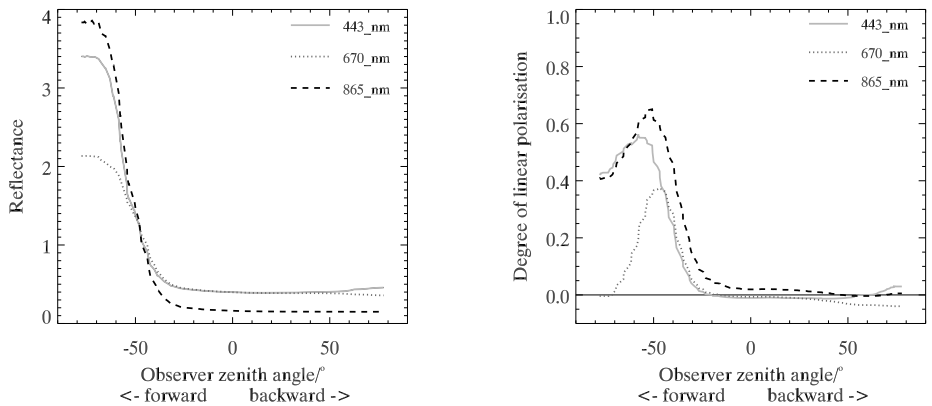 4
3
2
1
0
Reflectance
443_nm
670_nm
865_nm
-50
0
50
Observer zenith angle/°
<- forward backward ->
1.0
0.8
0.6
0.4
0.2
0.0
Degree of linear polarisation
443_nm
670_nm
865_nm
-50
0
50
Observer zenith angle/°
<- forward backward ->